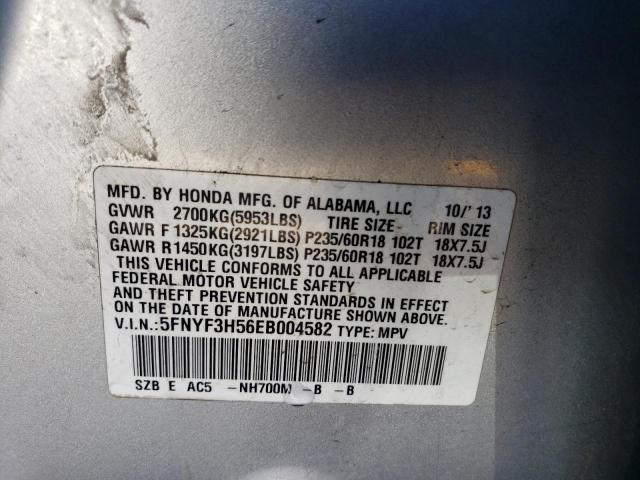 MFD. BY HONDA MFG. OF ALABAMA, LLC 10/'13
GVWR 2700KG(5953LBS) TIRE SIZE RIM SIZE
GAWR F 1325KG(2921LBS) P235/60R18 102T 18X7.5J
GAWR R1450KG(3197LBS) P235/60R18 102T 18X7.5J
THIS VEHICLE CONFORMS TO ALL APPLICABLE
FEDERAL MOTOR VEHICLE SAFETY
AND THEFT PREVENTION STANDARDS IN EFFECT
ON THE DATE OF MANUFACTURE SHOWN ABOVE.
V.I.N.:5FNYF3H56EB004582 TYPE: MPV
SZB E AC5 -NH700M -B -B